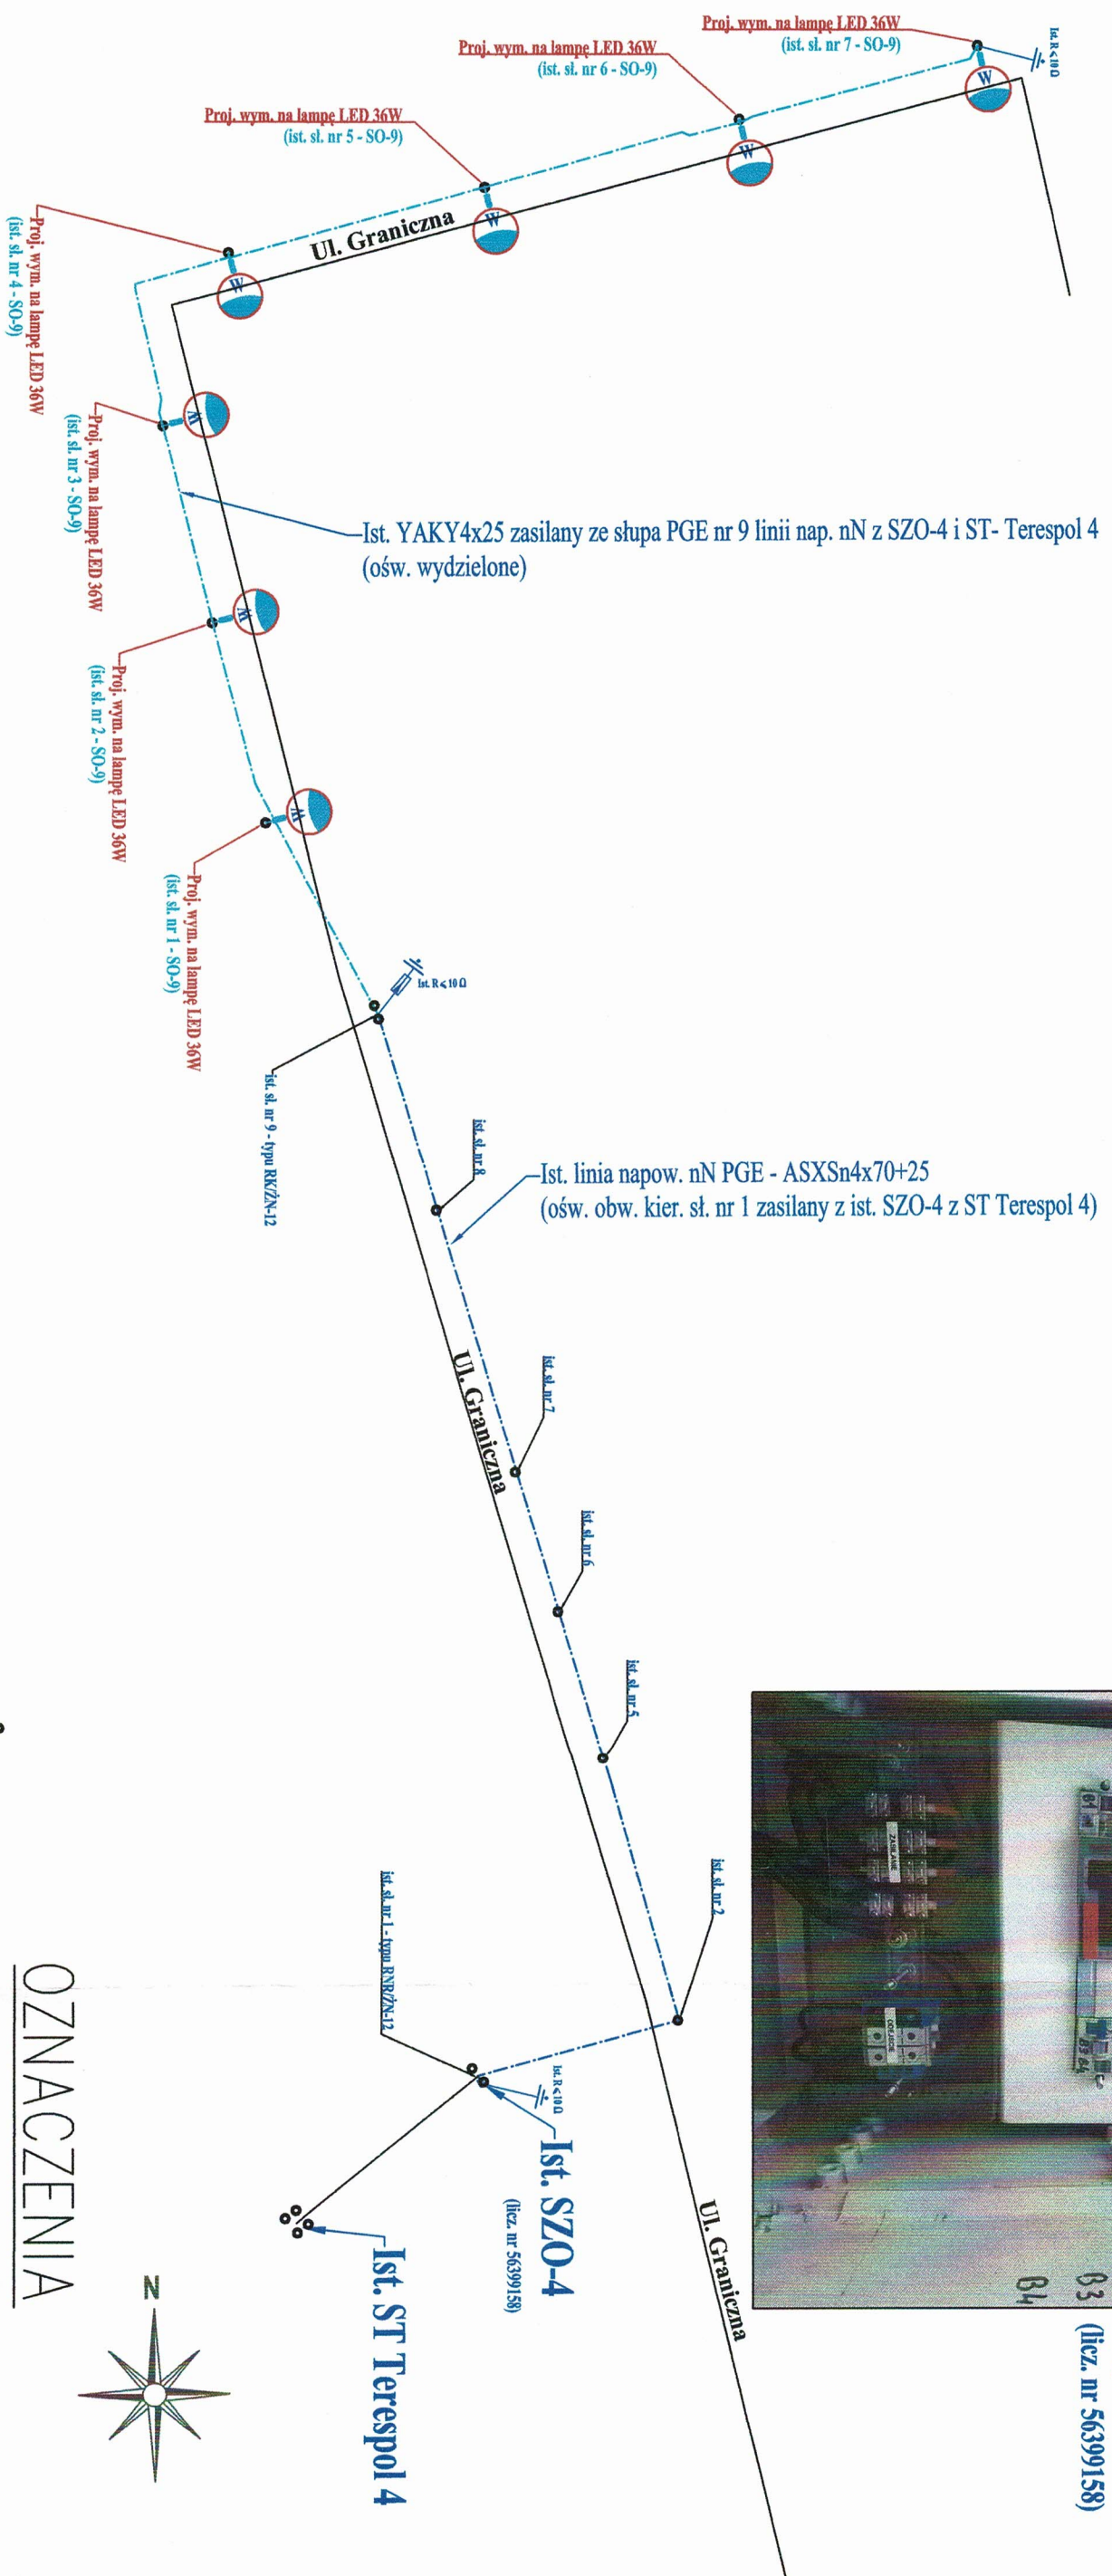 Proj. wym. na lampę LED 36W
(ist. sł. nr 7 - SO-9)
Ist. R≤10Ω
W
Proj. wym. na lampę LED 36W
(ist. sł. nr 6 - SO-9)
W
Proj. wym. na lampę LED 36W
(ist. sł. nr 5 - SO-9)
W
Ul. Graniczna
Proj. wym. na lampę LED 36W
(ist. sł. nr 4 - SO-9)
W
Proj. wym. na lampę LED 36W
(ist. sł. nr 3 - SO-9)
W
Ist. YAKY4x25 zasilany ze słupa PGE nr 9 linii nap. nN z SZO-4 i ST- Terespol 4
(ośw. wydzielone)
Proj. wym. na lampę LED 36W
(ist. sł. nr 2 - SO-9)
W
Proj. wym. na lampę LED 36W
(ist. sł. nr 1 - SO-9)
W
Ist. R≤10Ω
ist. sł. nr 9 - typu RK/ŻN-12
ist. sł. nr 8
Ist. linia napow. nN PGE - ASXSn4x70+25
(ośw. obw. kier. sł. nr 1 zasilany z ist. SZO-4 z ST Terespol 4)
Ul. Graniczna
ist. sł. nr 7
ist. sł. nr 6
ist. sł. nr 5
ist. sł. nr 2
ist. sł. nr 1 - typu RNR/ŻN-12
Ist. R≤10Ω
Ist. SZO-4
(licz. nr 56399158)
Ist. ST Terespol 4
Ul. Graniczna
ZASILANIE
B3
B4
(licz. nr 56399158)
OZNACZENIA
N